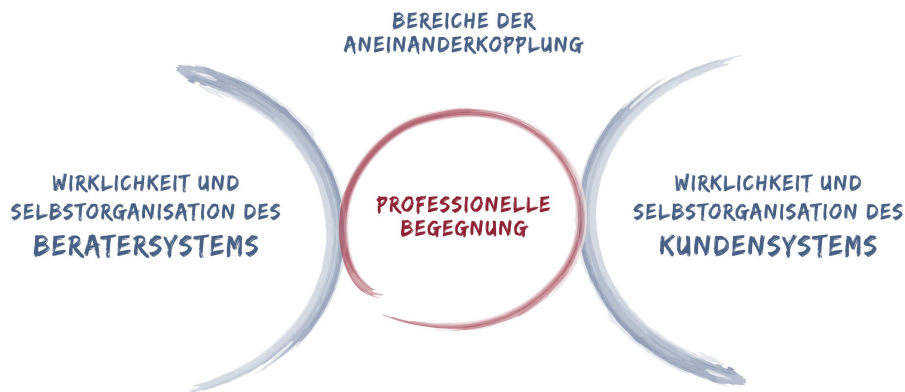 BEREICHE DER
ANEINANDERKOPPLUNG
WIRKLICHKEIT UND
SELBSTORGANISATION DES
BERATERSYSTEMS
PROFESSIONELLE
BEGEGNUNG
WIRKLICHKEIT UND
SELBSTORGANISATION DES
KUNDENSYSTEMS